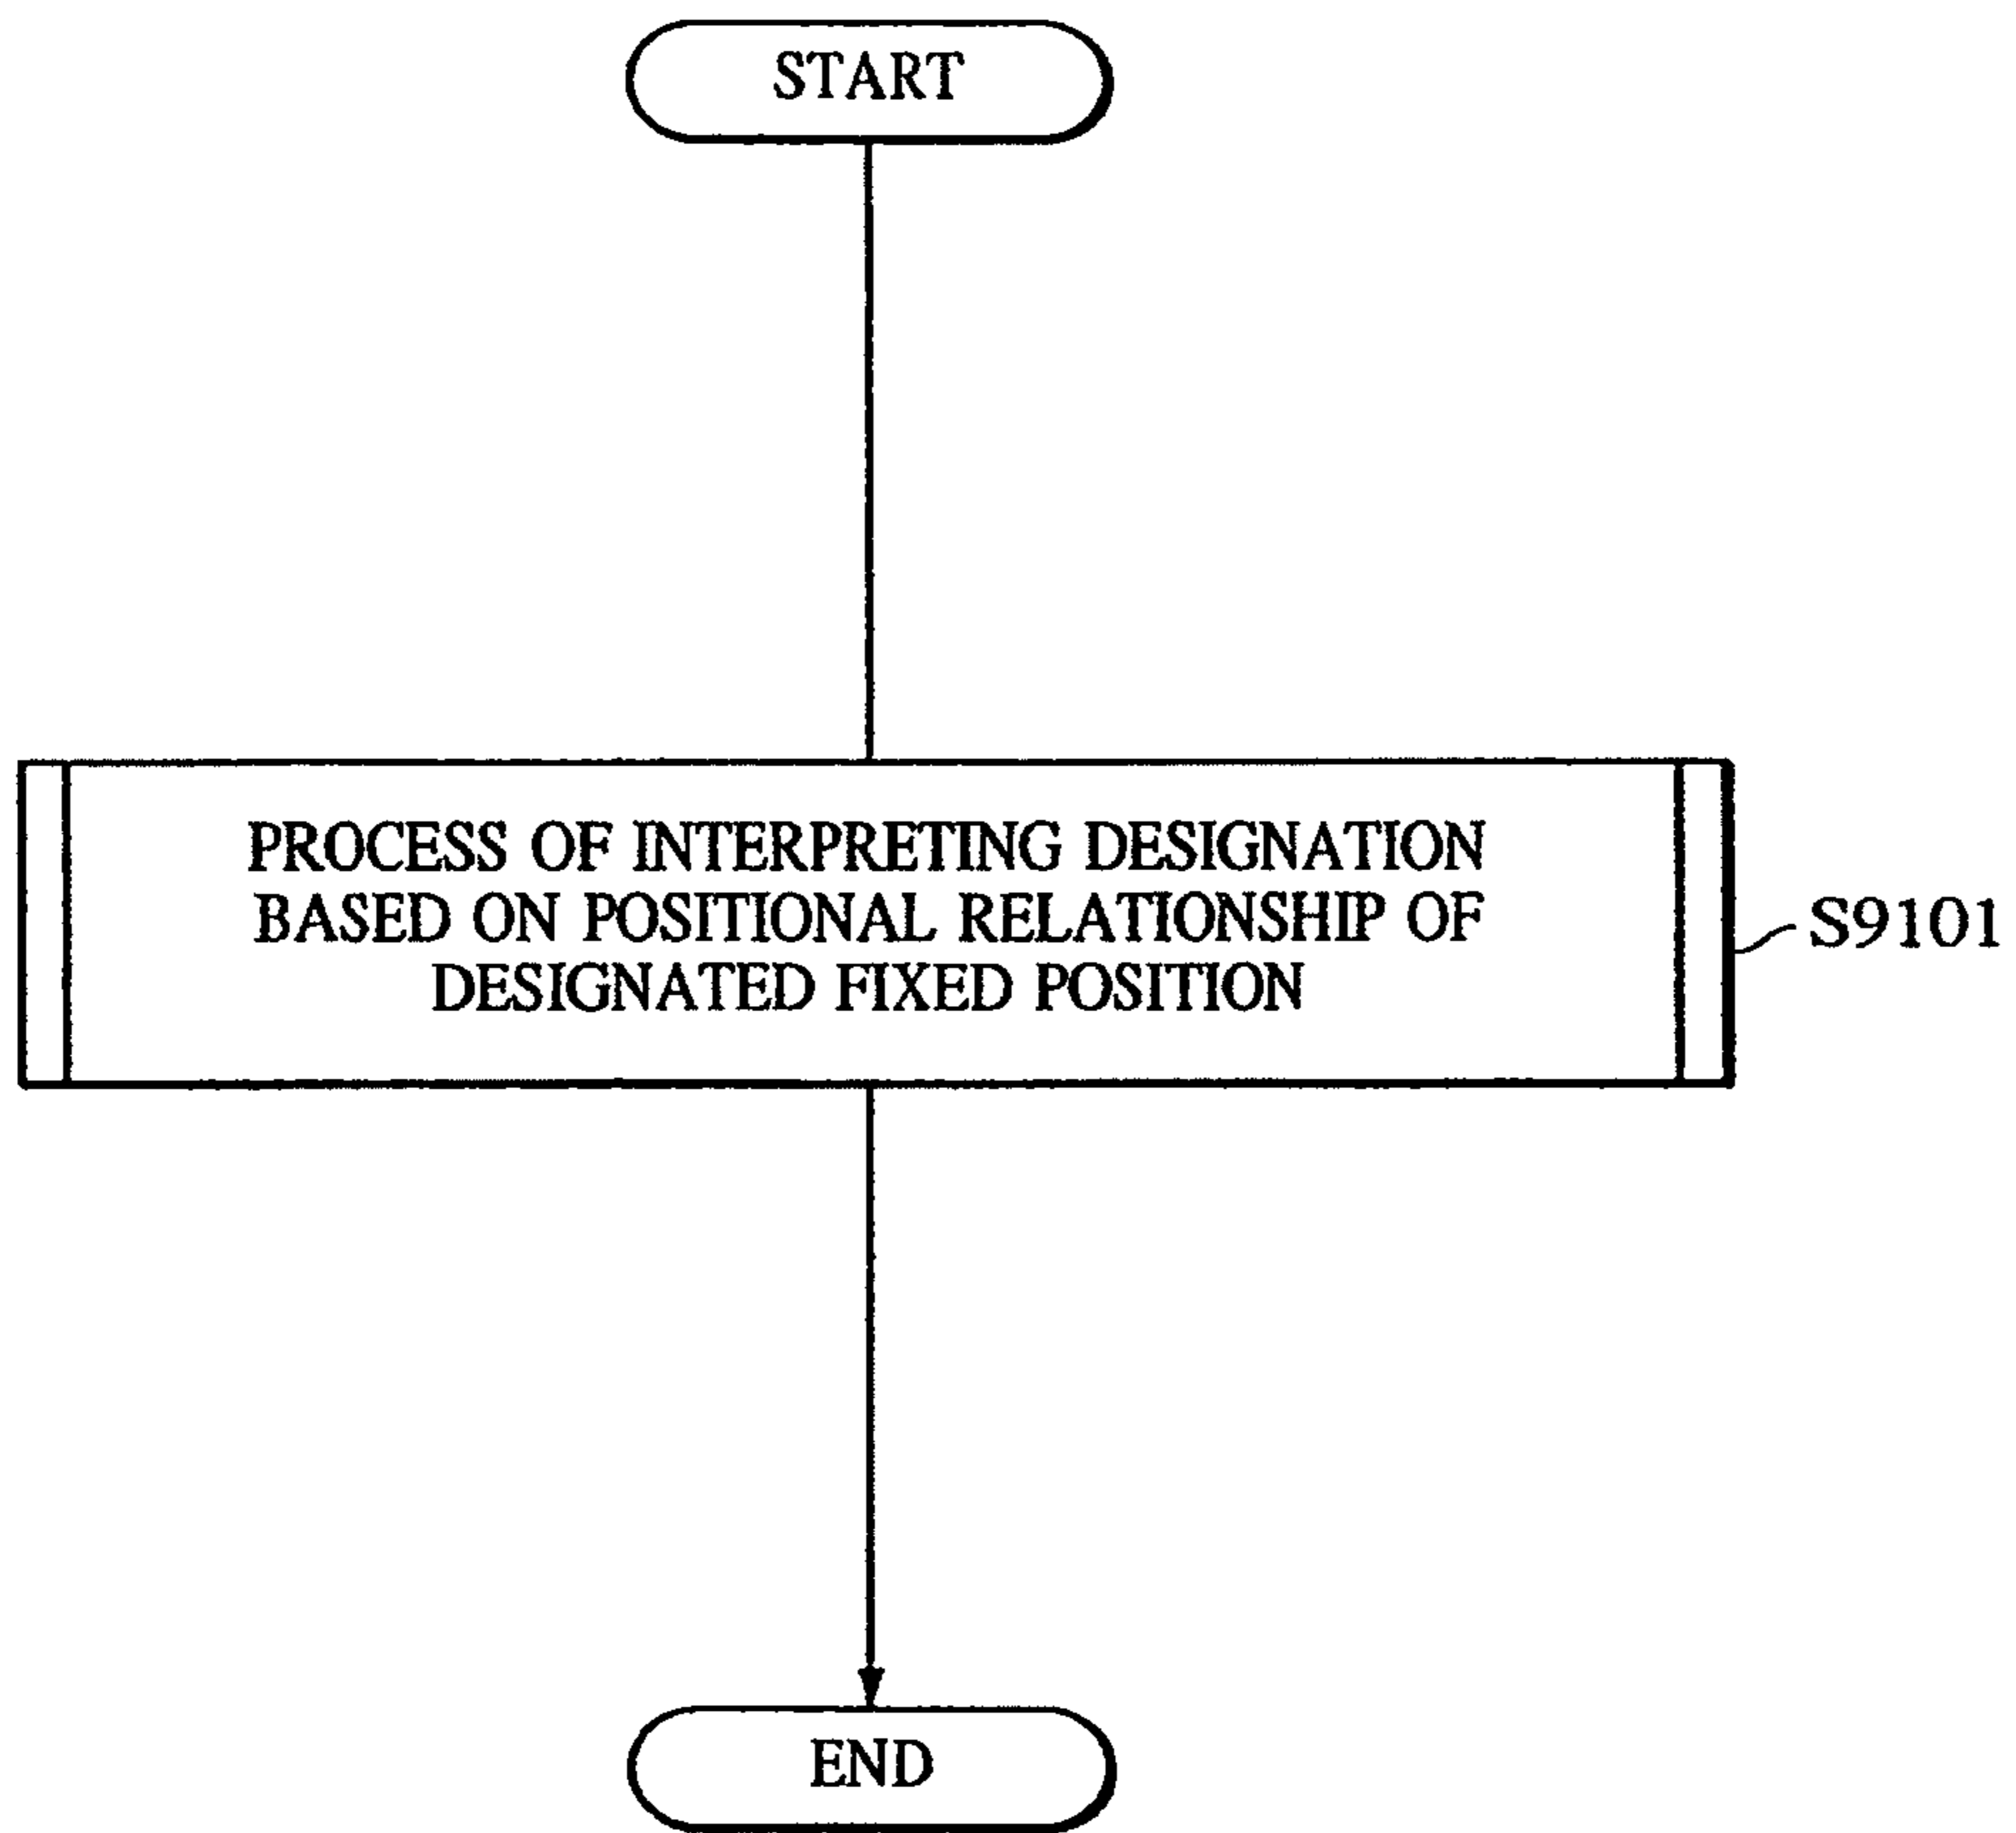 START
PROCESS OF INTERPRETING DESIGNATION
BASED ON POSITIONAL RELATIONSHIP OF
DESIGNATED FIXED POSITION
S9101
END